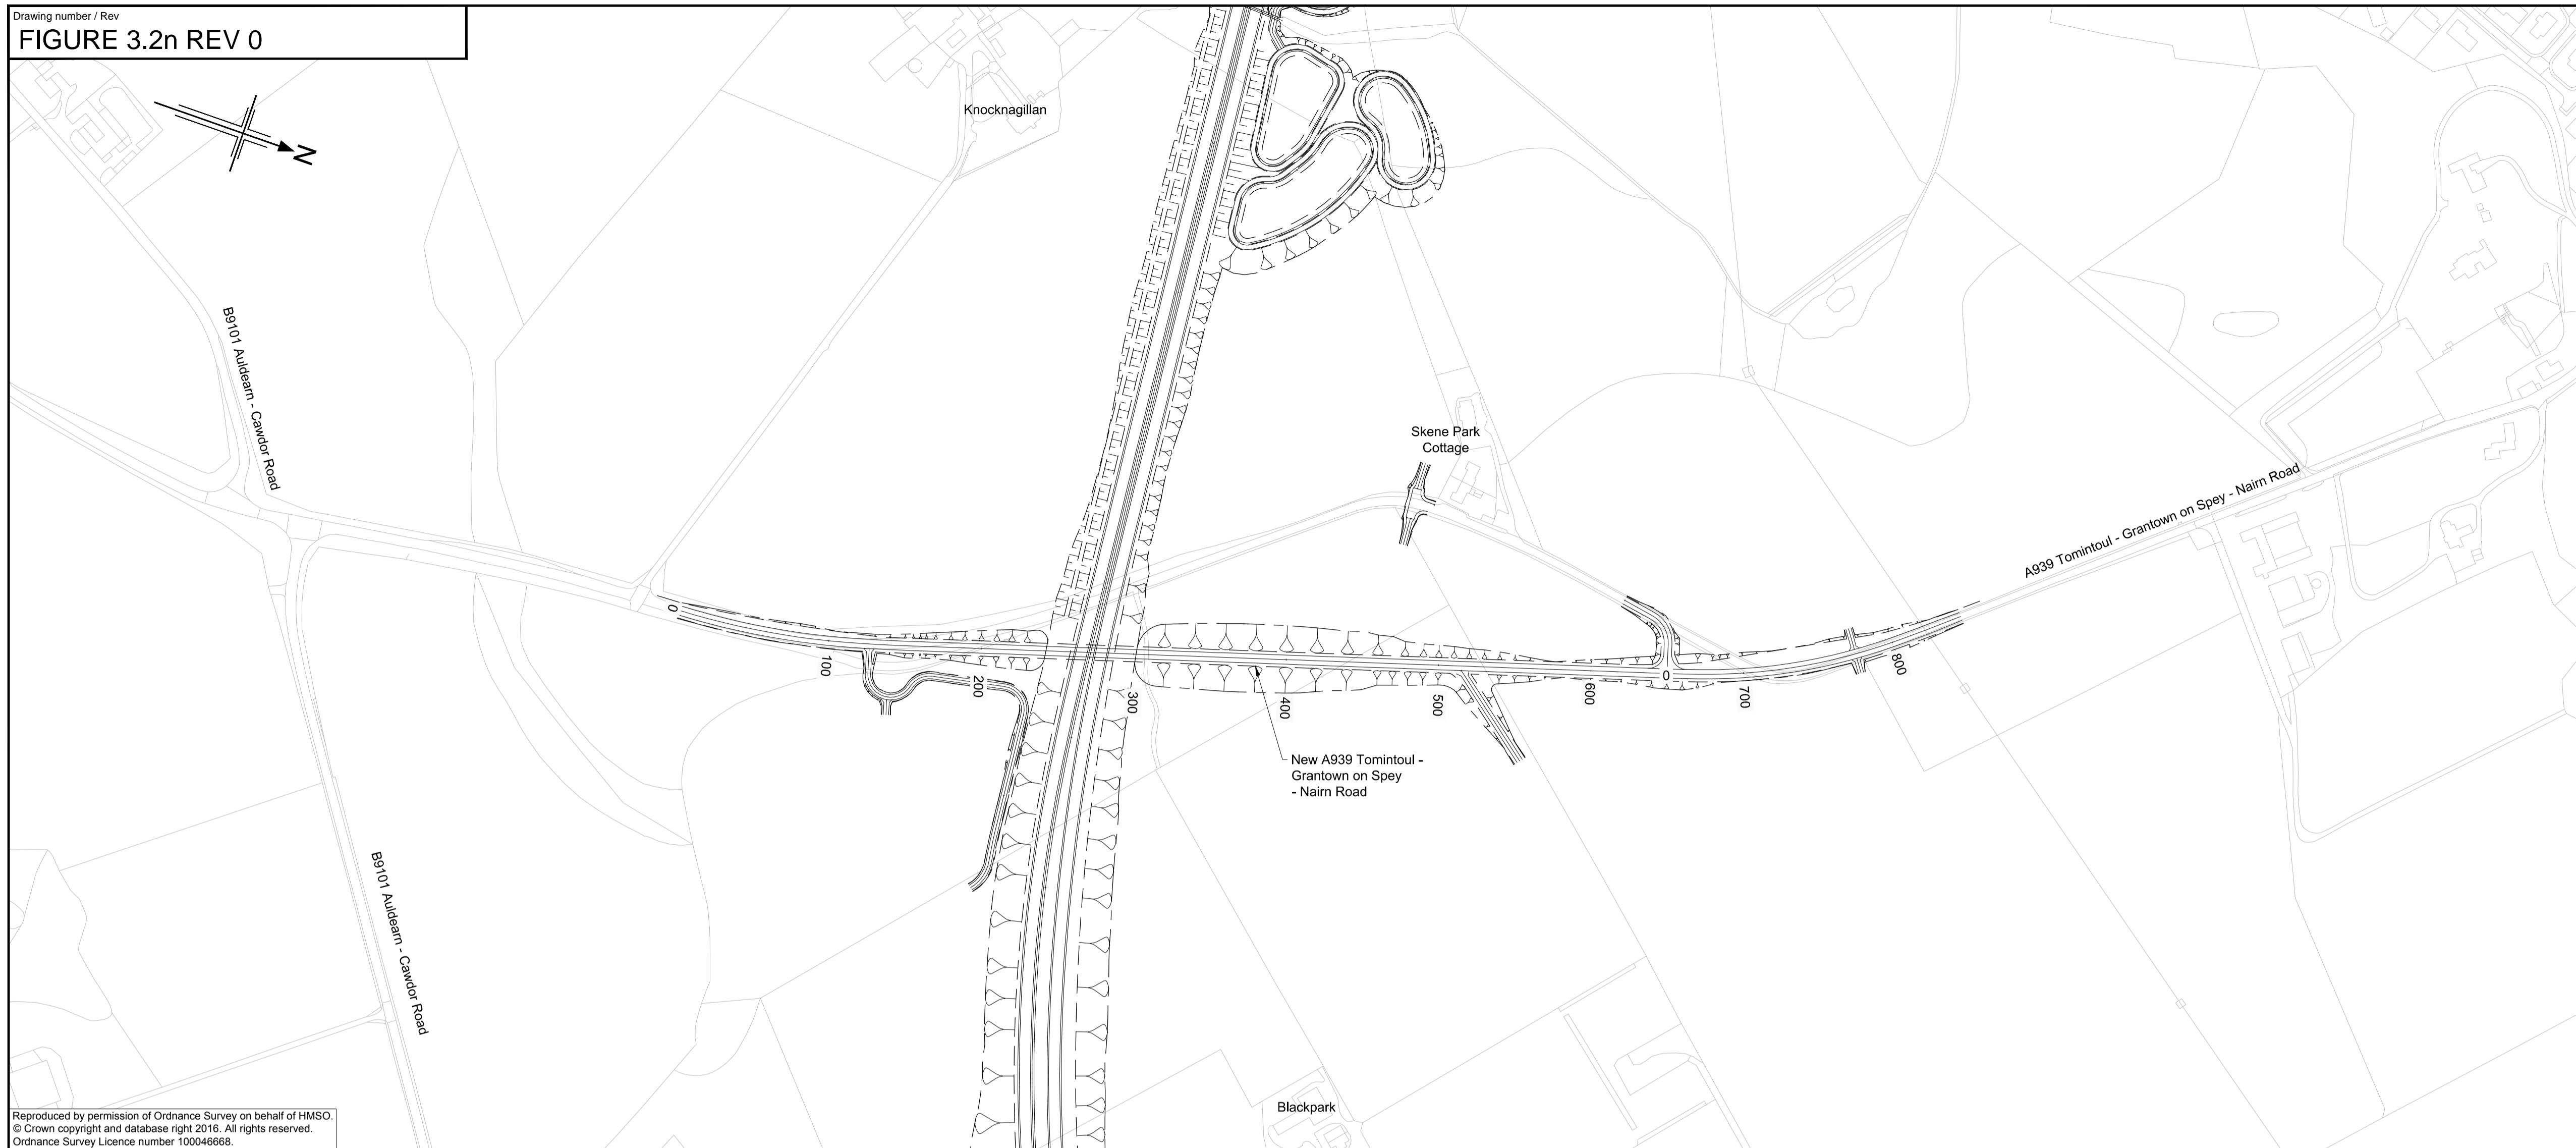 Drawing number / Rev
FIGURE 3.2n REV 0
N
Knocknagillan
B9101 Auldearn - Cawdor Road
Skene Park
Cottage
A939 Tomintoul - Grantown on Spey - Nairn Road
0
100
200
300
400
500
600
0
700
800
New A939 Tomintoul -
Grantown on Spey
- Nairn Road
B9101 Auldearn - Cawdor Road
Blackpark
Reproduced by permission of Ordnance Survey on behalf of HMSO.
© Crown copyright and database right 2016. All rights reserved.
Ordnance Survey Licence number 100046668.